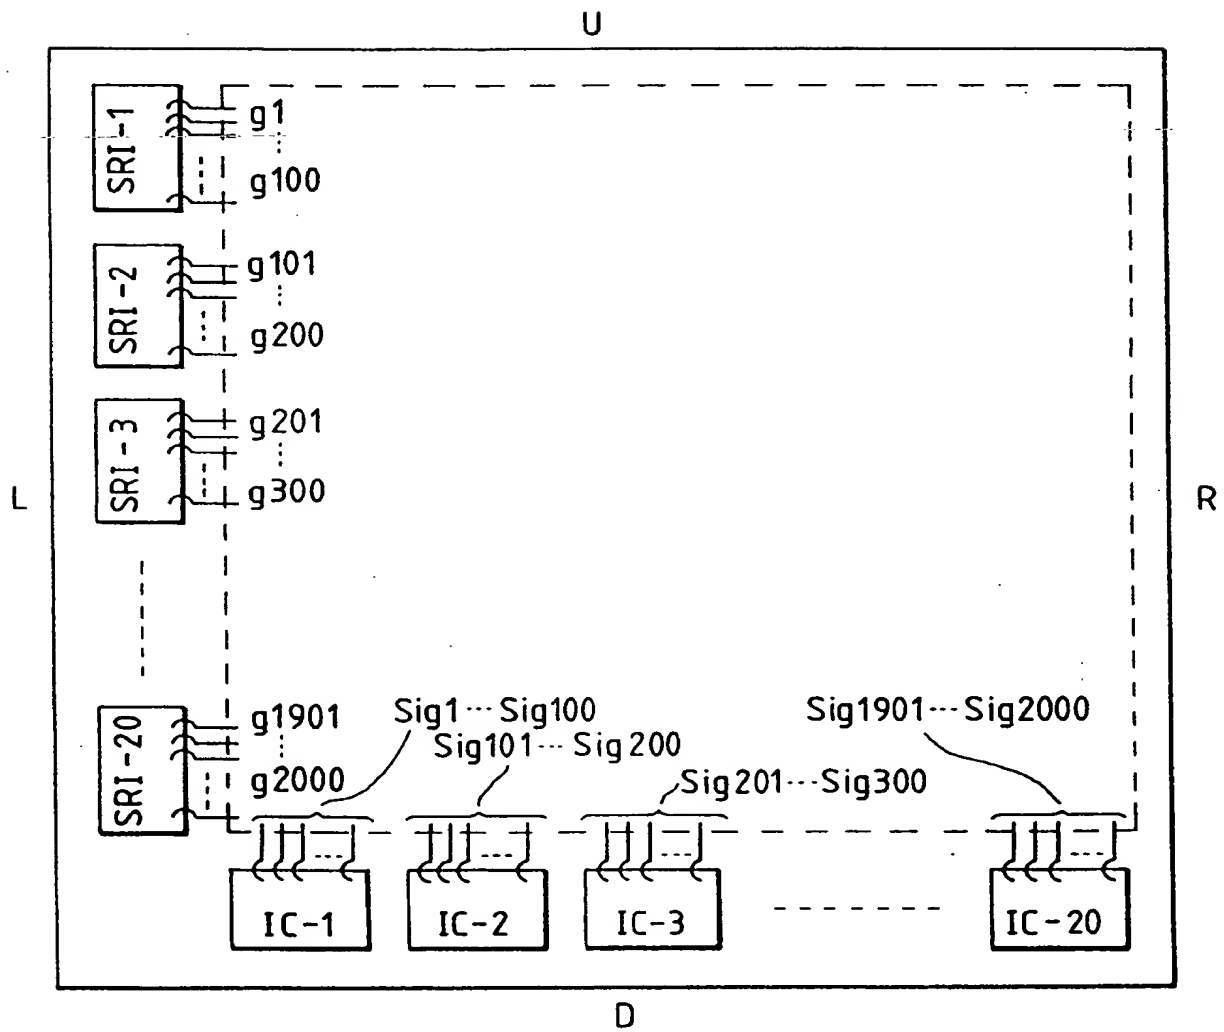 U
SRI-1
g1
g100
SRI-2
g101
g200
SRI-3
g201
g300
L
R
SRI-20
g1901
g2000
Sig1···Sig100
Sig101···Sig200
Sig201···Sig300
Sig1901···Sig2000
IC-1
IC-2
IC-3
IC-20
D